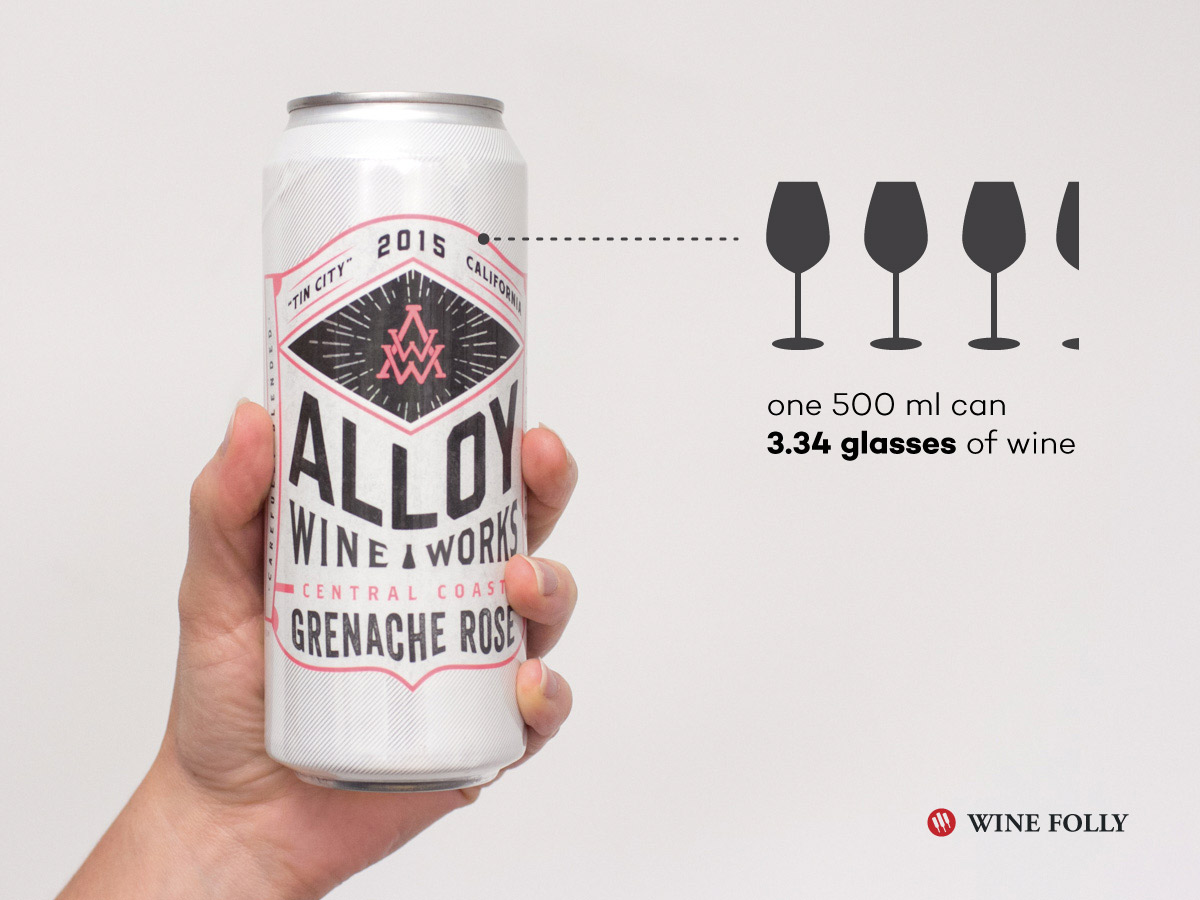 2015
"TIN CITY"
CALIFORNIA
AWW
ALLOY
WINE WORKS
CENTRAL COAST
GRENACHE ROSE
one 500 ml can
3.34 glasses of wine
WINE FOLLY